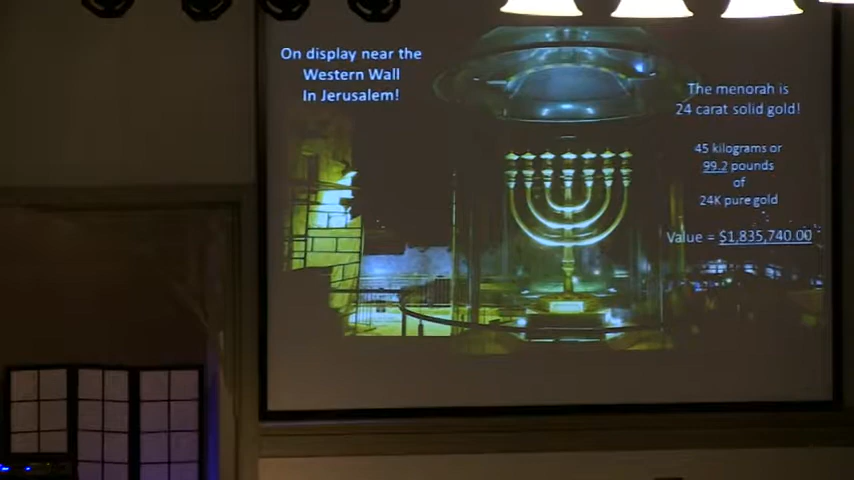 On display near the
Western Wall
In Jerusalem!
The menorah is
24 carat solid gold!
45 kilograms or
99.2 pounds
of
24K pure gold
Value = $1,835,740.00